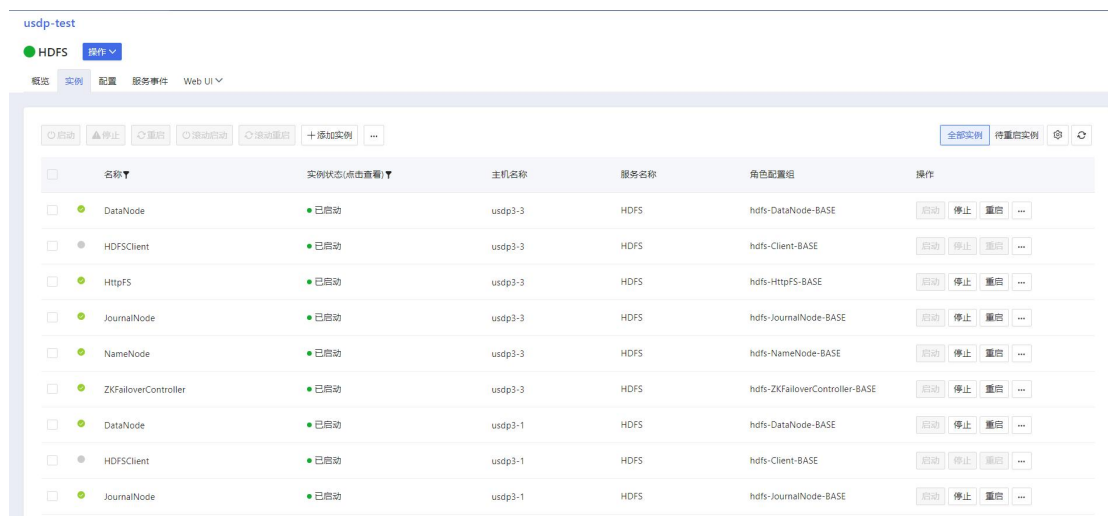 usdp-test
HDFS 操作
概览 实例 配置 服务事件 Web UI
启动 停止 重启 滚动启动 滚动重启 +添加实例 ... 全部实例 待重启实例
名称 实例状态(点击查看) 主机名称 服务名称 角色配置组 操作
DataNode 已启动 usdp3-3 HDFS hdfs-DataNode-BASE 启动 停止 重启 ...
HDFSClient 已启动 usdp3-3 HDFS hdfs-Client-BASE 启动 停止 重启 ...
HttpFS 已启动 usdp3-3 HDFS hdfs-HttpFS-BASE 启动 停止 重启 ...
JournalNode 已启动 usdp3-3 HDFS hdfs-JournalNode-BASE 启动 停止 重启 ...
NameNode 已启动 usdp3-3 HDFS hdfs-NameNode-BASE 启动 停止 重启 ...
ZKFailoverController 已启动 usdp3-3 HDFS hdfs-ZKFailoverController-BASE 启动 停止 重启 ...
DataNode 已启动 usdp3-1 HDFS hdfs-DataNode-BASE 启动 停止 重启 ...
HDFSClient 已启动 usdp3-1 HDFS hdfs-Client-BASE 启动 停止 重启 ...
JournalNode 已启动 usdp3-1 HDFS hdfs-JournalNode-BASE 启动 停止 重启 ...